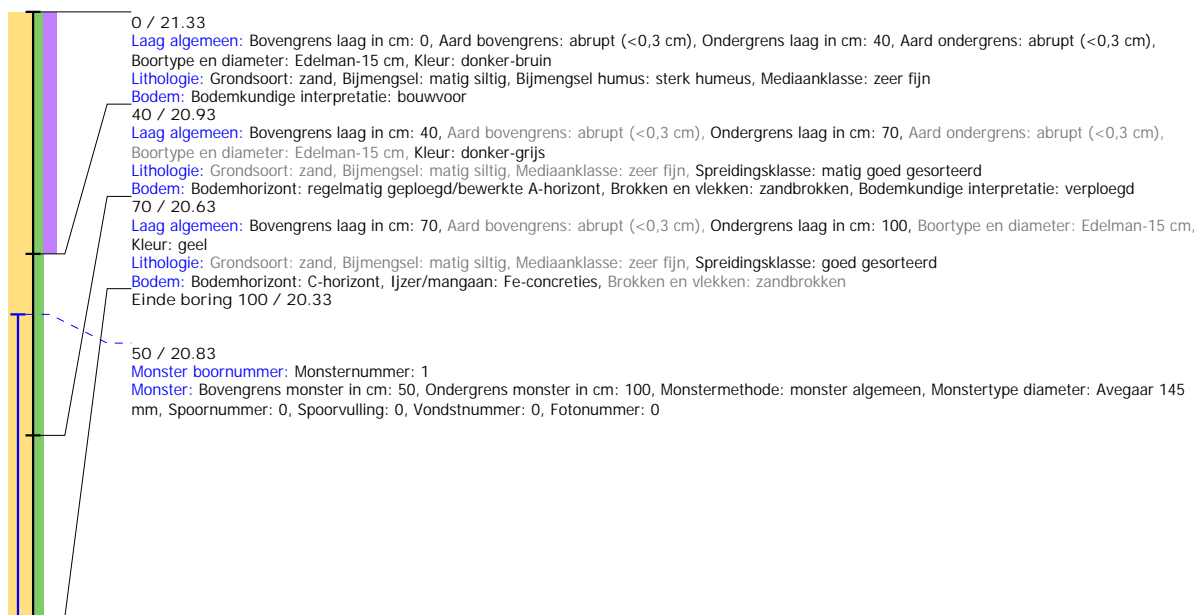 0 / 21.33
Laag algemeen: Bovengrens laag in cm: 0, Aard bovengrens: abrupt (<0,3 cm), Ondergrens laag in cm: 40, Aard ondergrens: abrupt (<0,3 cm),
Boortype en diameter: Edelman-15 cm, Kleur: donker-bruin
Lithologie: Grondsoort: zand, Bijmengsel: matig siltig, Bijmengsel humus: sterk humeus, Mediaanklasse: zeer fijn
Bodem: Bodemkundige interpretatie: bouwvoor
40 / 20.93
Laag algemeen: Bovengrens laag in cm: 40, Aard bovengrens: abrupt (<0,3 cm), Ondergrens laag in cm: 70, Aard ondergrens: abrupt (<0,3 cm),
Boortype en diameter: Edelman-15 cm, Kleur: donker-grijs
Lithologie: Grondsoort: zand, Bijmengsel: matig siltig, Mediaanklasse: zeer fijn, Spreidingsklasse: matig goed gesorteerd
Bodem: Bodemhorizont: regelmatig geploegd/bewerkte A-horizont, Brokken en vlekken: zandbrokken, Bodemkundige interpretatie: verploegd
70 / 20.63
Laag algemeen: Bovengrens laag in cm: 70, Aard bovengrens: abrupt (<0,3 cm), Ondergrens laag in cm: 100, Boortype en diameter: Edelman-15 cm,
Kleur: geel
Lithologie: Grondsoort: zand, Bijmengsel: matig siltig, Mediaanklasse: zeer fijn, Spreidingsklasse: goed gesorteerd
Bodem: Bodemhorizont: C-horizont, Ijzer/mangaan: Fe-concreties, Brokken en vlekken: zandbrokken
Einde boring 100 / 20.33
50 / 20.83
Monster boornummer: Monsternummer: 1
Monster: Bovengrens monster in cm: 50, Ondergrens monster in cm: 100, Monstermethode: monster algemeen, Monstertype diameter: Avegaar 145
mm, Spoornummer: 0, Spoorvulling: 0, Vondstnummer: 0, Fotonummer: 0